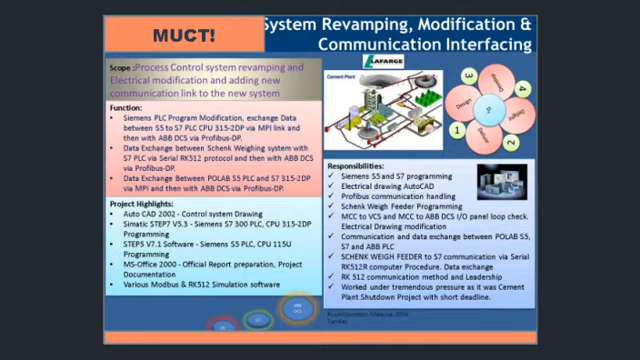 MUCT!
System Revamping, Modification &
Communication Interfacing
Scope :Process Control system revamping and
Electrical modification and adding new
communication link to the new system
Function:
• Siemens PLC Program Modification, exchange Data
between S5 to S7 PLC CPU 315-2DP via MPI link and
then with ABB DCS via Profibus-DP.
• Data Exchange between Schenk Weighing system with
S7 PLC via Serial RK512 protocol and then with ABB DCS
via Profibus-DP.
• Data Exchange Between POLAB S5 PLC and S7 315-2DP
via MPI and then with ABB DCS via Profibus-DP.
Project Highlights:
• Auto CAD 2002 - Control system Drawing
• Simatic STEP7 V5.3 - Siemens S7 300 PLC, CPU 315-2DP
Programming
• STEP5 V7.1 Software - Siemens S5 PLC, CPU 115U
Programming
• MS-Office 2000 - Official Report preparation, Project
Documentation
• Various Modbus & RK512 Simulation software
LAFARGE
Cement Plant
3
4
1
2
Responsibilities:
✓ Siemens S5 and S7 programming
✓ Electrical drawing AutoCAD
✓ Profibus communication handling
✓ Schenk Weigh Feeder Programming
✓ MCC to VCS and MCC to ABB DCS I/O panel loop check.
Electrical Drawing modification
✓ Communication and data exchange between POLAB S5,
S7 and ABB PLC
✓ SCHENK WEIGH FEEDER to S7 communication via Serial
RK512R computer Procedure. Data exchange
✓ RK 512 communication method and Leadership
✓ Worked under tremendous pressure as it was Cement
Plant Shutdown Project with short deadline.
ABB
DCS
S7